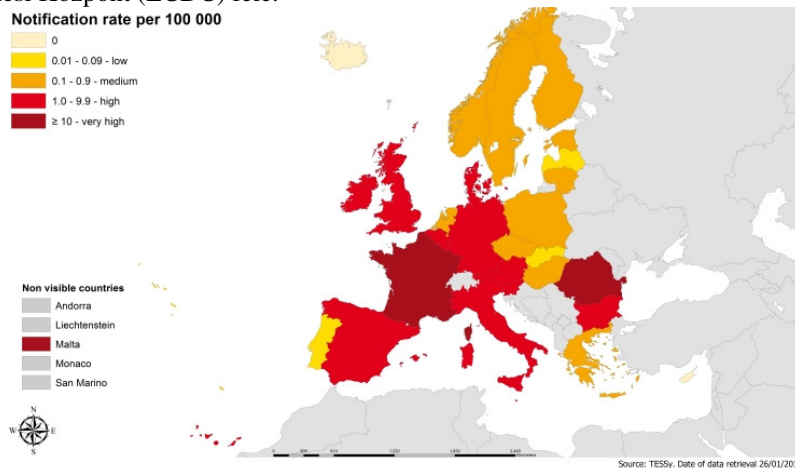 Notification rate per 100 000
0
0.01 - 0.09 - low
0.1 - 0.9 - medium
1.0 - 9.9 - high
≥ 10 - very high
Non visible countries
Andorra
Liechtenstein
Malta
Monaco
San Marino
N
W E
S
Source: TESSy. Date of data retrieval 26/01/201